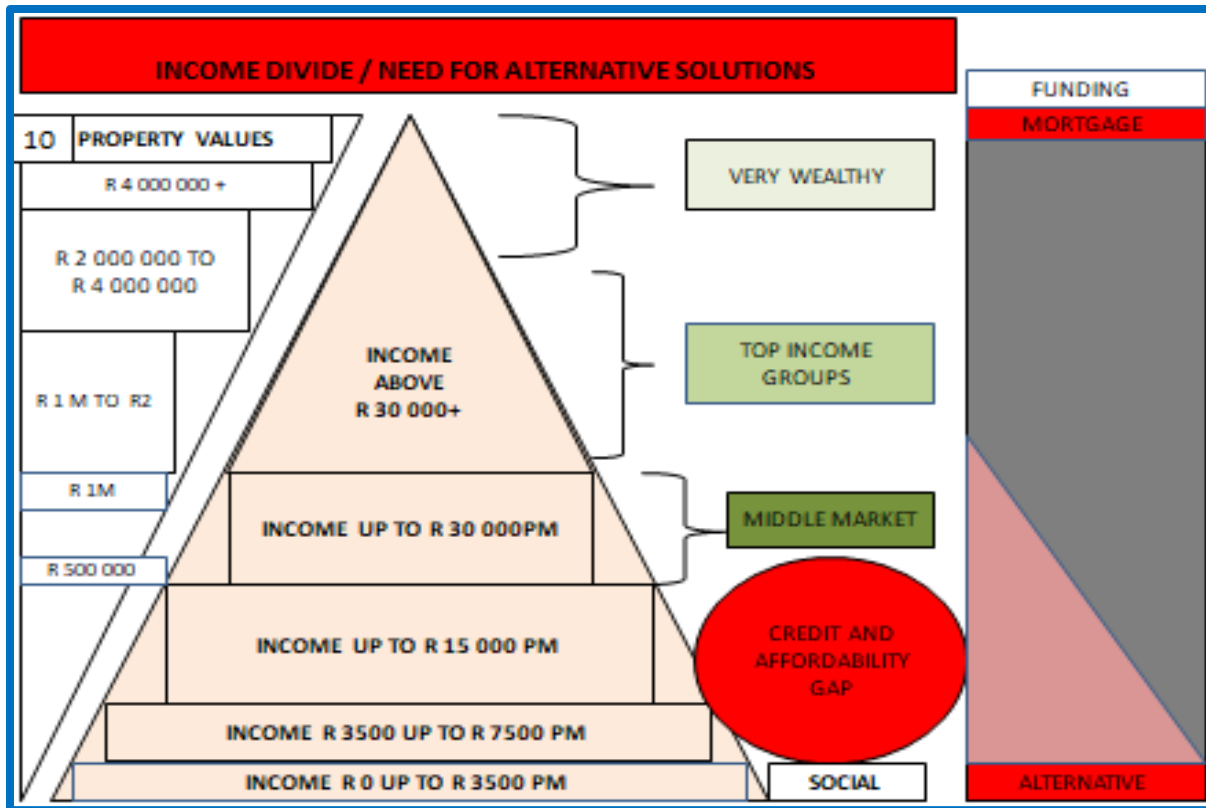 INCOME DIVIDE / NEED FOR ALTERNATIVE SOLUTIONS
FUNDING
MORTGAGE
10
PROPERTY VALUES
R 4 000 000 +
R 2 000 000 TO
R 4 000 000
R 1 M TO R2
R 1M
R 500 000
INCOME
ABOVE
R 30 000+
INCOME UP TO R 30 000PM
INCOME UP TO R 15 000 PM
INCOME R 3500 UP TO R 7500 PM
INCOME R 0 UP TO R 3500 PM
VERY WEALTHY
TOP INCOME
GROUPS
MIDDLE MARKET
CREDIT AND
AFFORDABILITY
GAP
SOCIAL
ALTERNATIVE